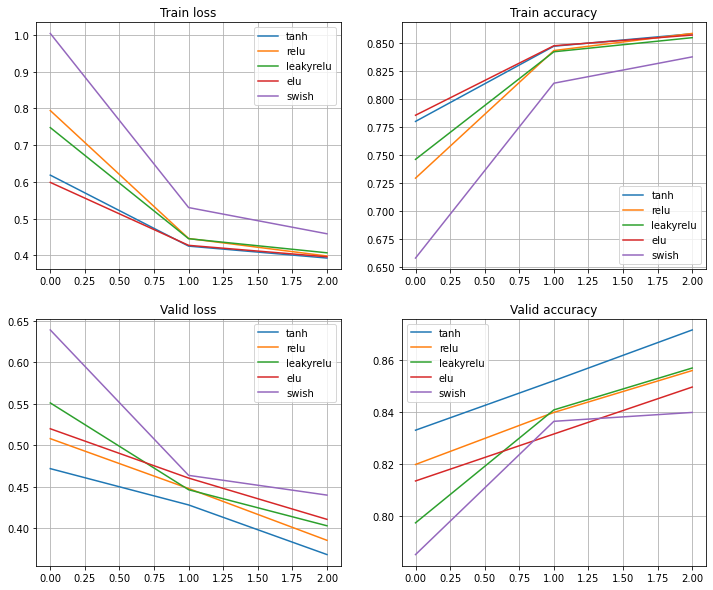 Train loss
1.0
0.9
0.8
0.7
0.6
0.5
0.4
0.00 0.25 0.50 0.75 1.00 1.25 1.50 1.75 2.00
tanh
relu
leakyrelu
elu
swish
Train accuracy
0.850
0.825
0.800
0.775
0.750
0.725
0.700
0.675
0.650
0.00 0.25 0.50 0.75 1.00 1.25 1.50 1.75 2.00
tanh
relu
leakyrelu
elu
swish
Valid loss
0.65
0.60
0.55
0.50
0.45
0.40
0.00 0.25 0.50 0.75 1.00 1.25 1.50 1.75 2.00
tanh
relu
leakyrelu
elu
swish
Valid accuracy
0.86
0.84
0.82
0.80
0.00 0.25 0.50 0.75 1.00 1.25 1.50 1.75 2.00
tanh
relu
leakyrelu
elu
swish